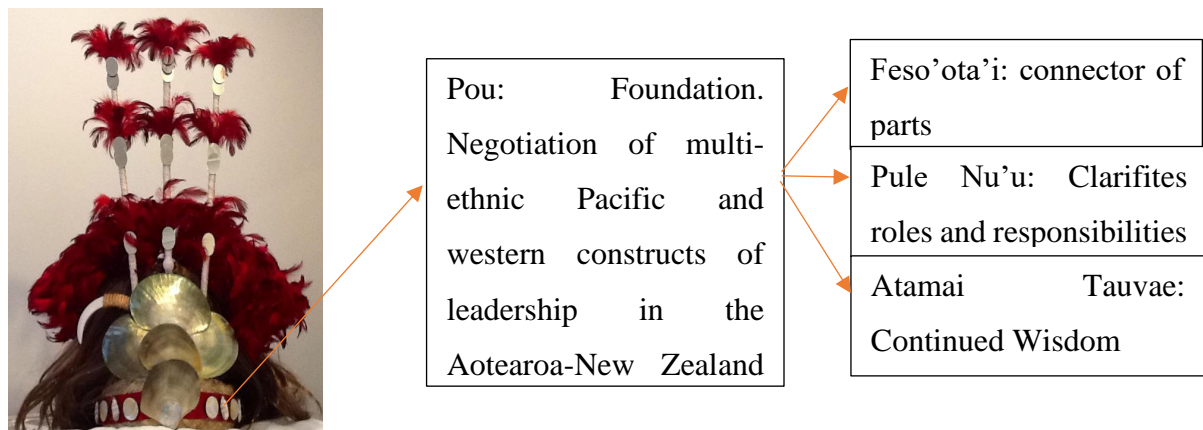 Pou: Foundation.
Negotiation of multi-
ethnic Pacific and
western constructs of
leadership in the
Aotearoa-New Zealand
Feso’ota’i: connector of
parts
Pule Nu’u: Clarifites
roles and responsibilities
Atamai Tauvae:
Continued Wisdom